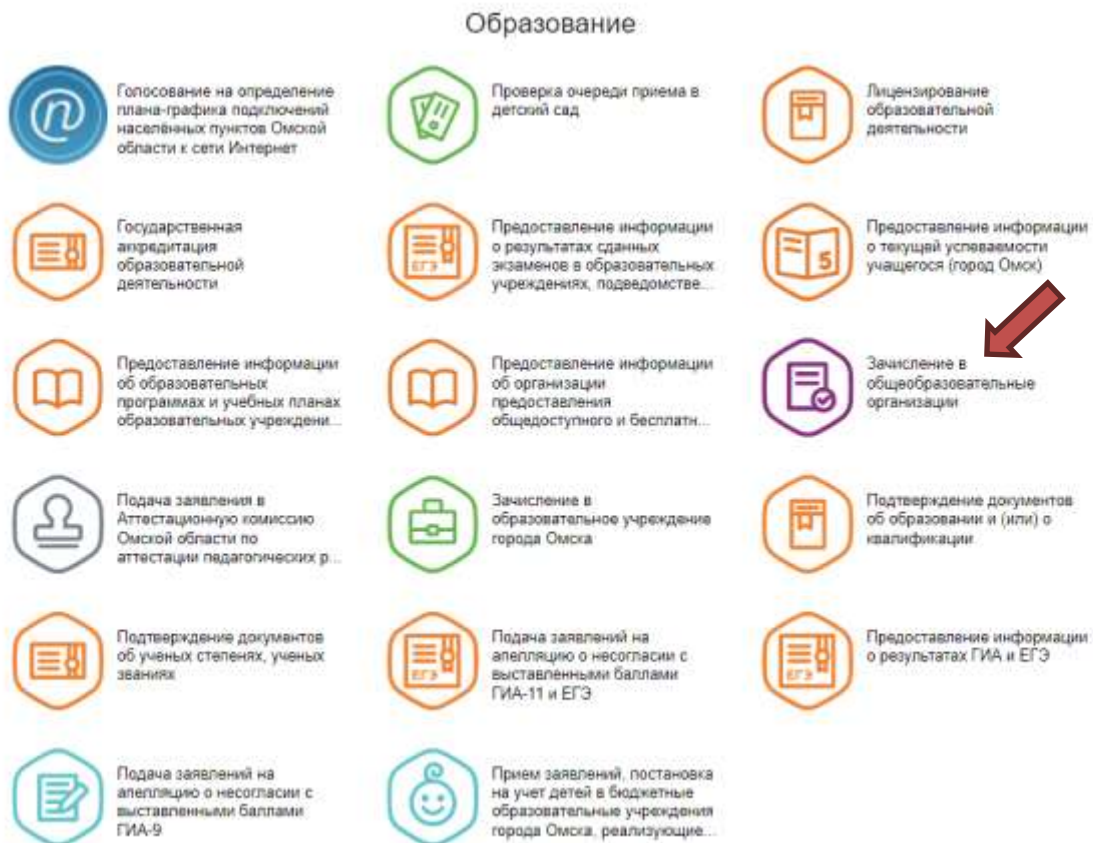 Образование
Голосование на определение
плана-графика подключений
населённых пунктов Омской
области к сети Интернет
Проверка очереди приема в
детский сад
Лицензирование
образовательной
деятельности
Государственная
аккредитация
образовательной
деятельности
ЕГЭ
Предоставление информации
о результатах сданных
экзаменов в образовательных
учреждениях, подведомстве...
5
Предоставление информации
о текущей успеваемости
учащегося (город Омск)
Предоставление информации
об образовательных
программах и учебных планах
образовательных учреждени...
Предоставление информации
об организации
предоставления
общедоступного и бесплатн...
Зачисление в
общеобразовательные
организации
Подача заявления в
Аттестационную комиссию
Омской области по
аттестации педагогических р...
Зачисление в
образовательное учреждение
города Омска
Подтверждение документов
об образовании и (или) о
квалификации
Подтверждение документов
об ученых степенях, ученых
званиях
ЕГЭ
Подача заявлений на
апелляцию о несогласии с
выставленными баллами
ГИА-11 и ЕГЭ
ЕГЭ
Предоставление информации
о результатах ГИА и ЕГЭ
Подача заявлений на
апелляцию о несогласии с
выставленными баллами
ГИА-9
Прием заявлений, постановка
на учет детей в бюджетные
образовательные учреждения
города Омска, реализующие...